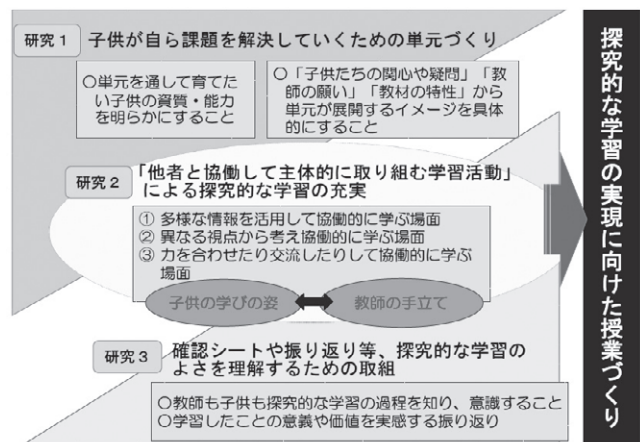 研究1 子供が自ら課題を解決していくための単元づくり
○単元を通して育てた
い子供の資質・能力
を明らかにすること
○「子供たちの関心や疑問」「教
師の願い」「教材の特性」から
単元が展開するイメージを具体
的にすること
研究2 「他者と協働して主体的に取り組む学習活動」
による探究的な学習の充実
① 多様な情報を活用して協働的に学ぶ場面
② 異なる視点から考え協働的に学ぶ場面
③ 力を合わせたり交流したりして協働的に学ぶ
場面
子供の学びの姿 教師の手立て
研究3 確認シートや振り返り等、探究的な学習の
よさを理解するための取組
○教師も子供も探究的な学習の過程を知り、意識すること
○学習したことの意義や価値を実感する振り返り
探究的な学習の実現に向けた授業づくり